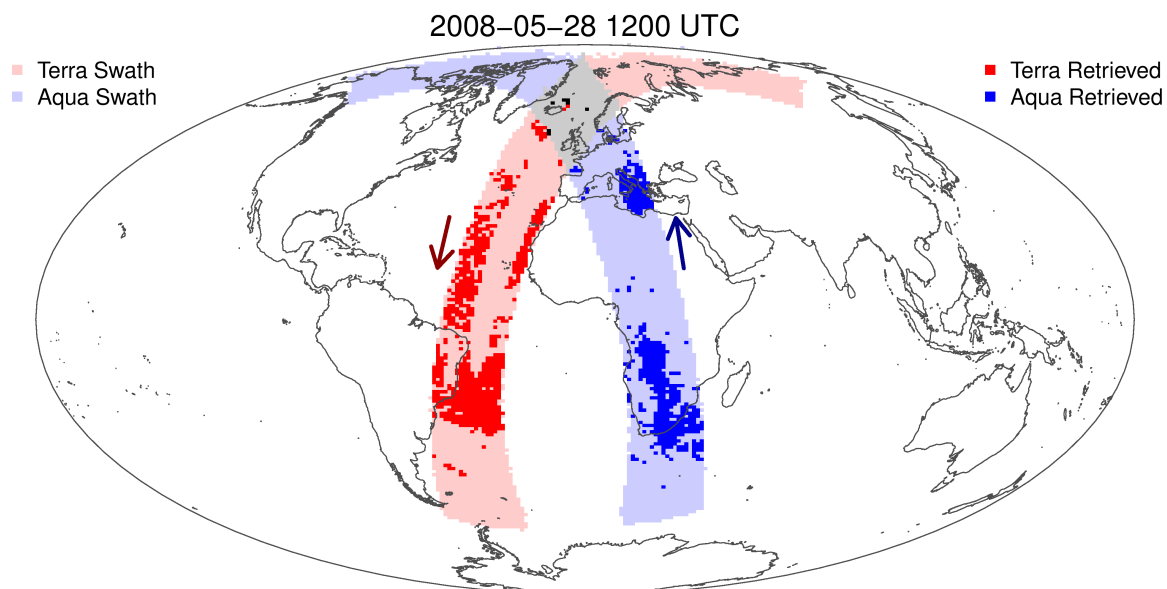 2008−05−28 1200 UTC
Terra Swath
Aqua Swath
Terra Retrieved
Aqua Retrieved